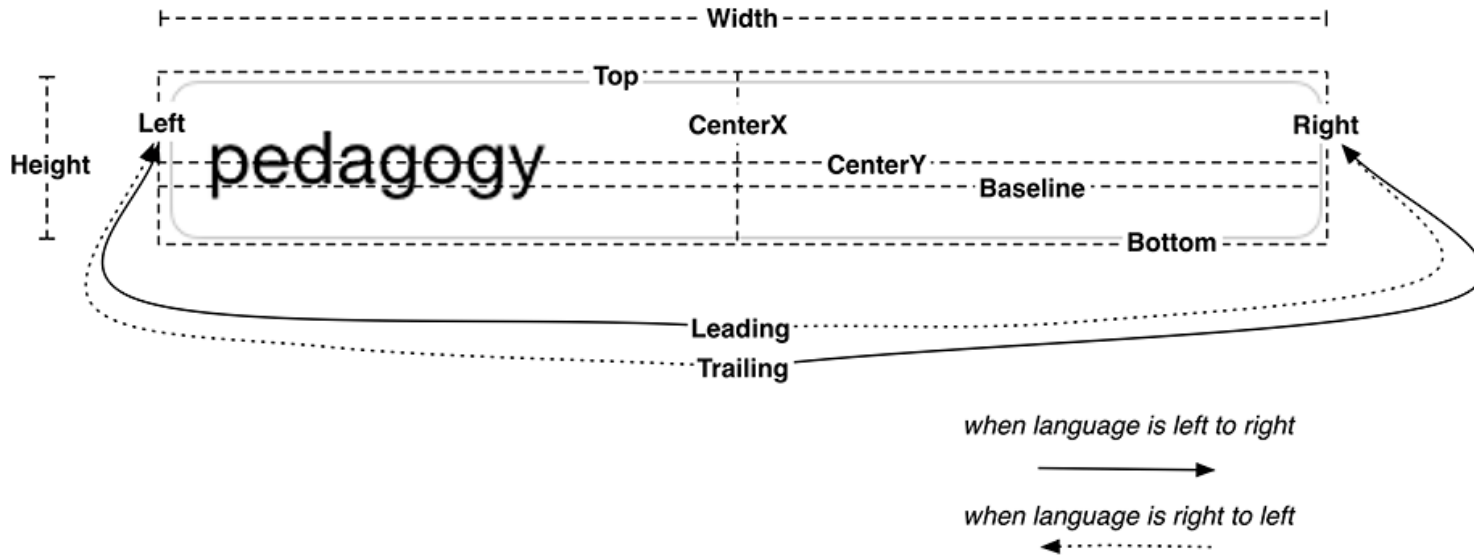 Width
Top
Left
CenterX
Right
pedagogy
Height
CenterY
Baseline
Bottom
Leading
Trailing
when language is left to right
when language is right to left